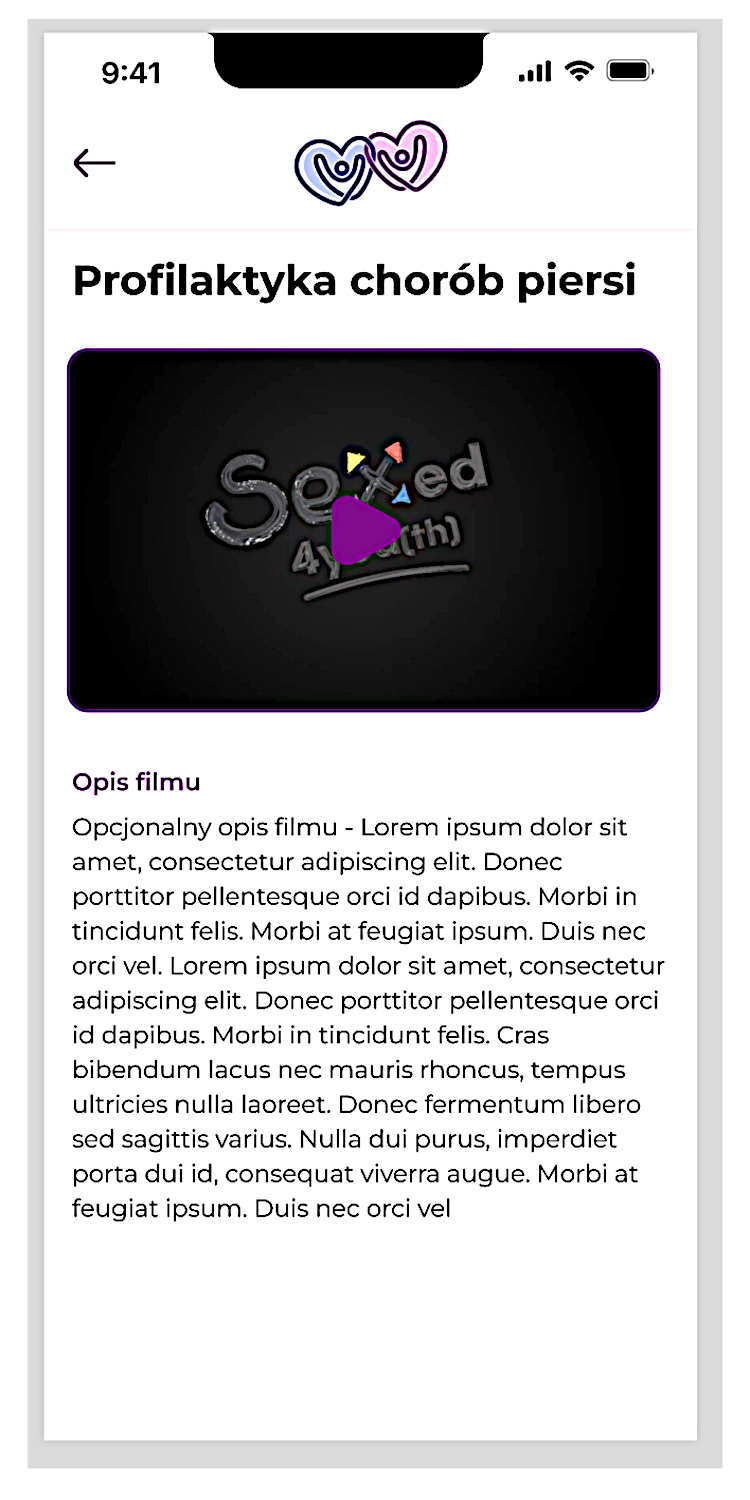 9:41
Profilaktyka chorób piersi
Sexed
(th)
Opis filmu
Opcjonalny opis filmu - Lorem ipsum dolor sit
amet, consectetur adipiscing elit. Donec
porttitor pellentesque orci id dapibus. Morbi in
tincidunt felis. Morbi at feugiat ipsum. Duis nec
orci vel. Lorem ipsum dolor sit amet, consectetur
adipiscing elit. Donec porttitor pellentesque orci
id dapibus. Morbi in tincidunt felis. Cras
bibendum lacus nec mauris rhoncus, tempus
ultricies nulla laoreet. Donec fermentum libero
sed sagittis varius. Nulla dui purus, imperdiet
porta dui id, consequat viverra augue. Morbi at
feugiat ipsum. Duis nec orci vel